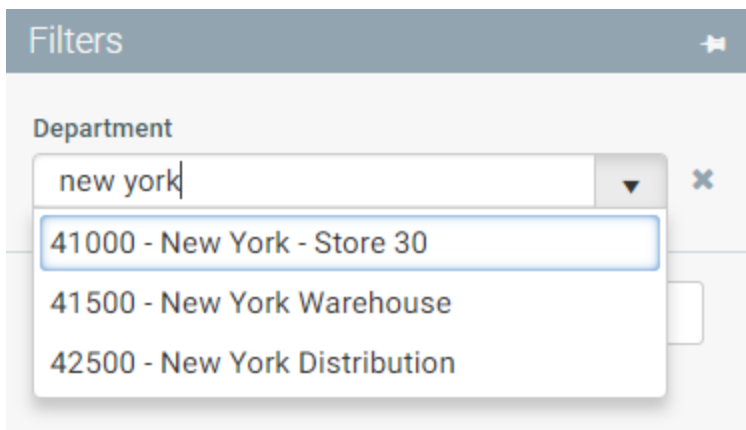 Filters
Department
new york
41000 - New York - Store 30
41500 - New York Warehouse
42500 - New York Distribution